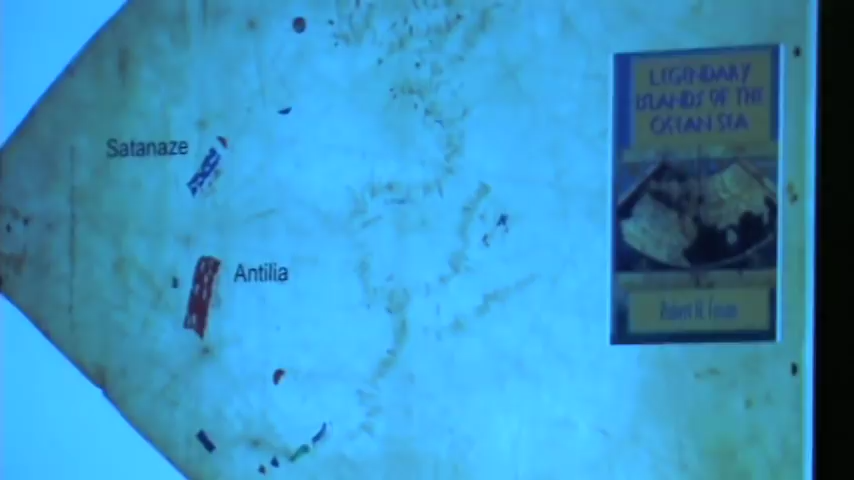 Satanaze
Antilia
LEGENDARY
ISLANDS OF THE
OCEAN SEA